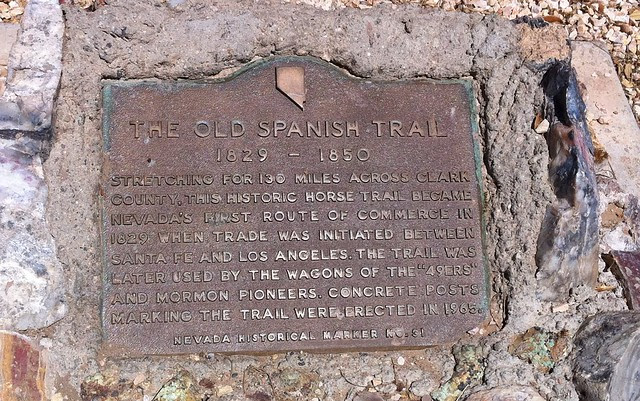 THE OLD SPANISH TRAIL
1829 - 1850
STRETCHING FOR 130 MILES ACROSS CLARK
COUNTY, THIS HISTORIC HORSE TRAIL BECAME
NEVADA'S FIRST ROUTE OF COMMERCE IN
1829 WHEN TRADE WAS INITIATED BETWEEN
SANTA FE AND LOS ANGELES. THE TRAIL WAS
LATER USED BY THE WAGONS OF THE "49ERS"
AND MORMON PIONEERS. CONCRETE POSTS
MARKING THE TRAIL WERE ERECTED IN 1965.
NEVADA HISTORICAL MARKER NO. 31